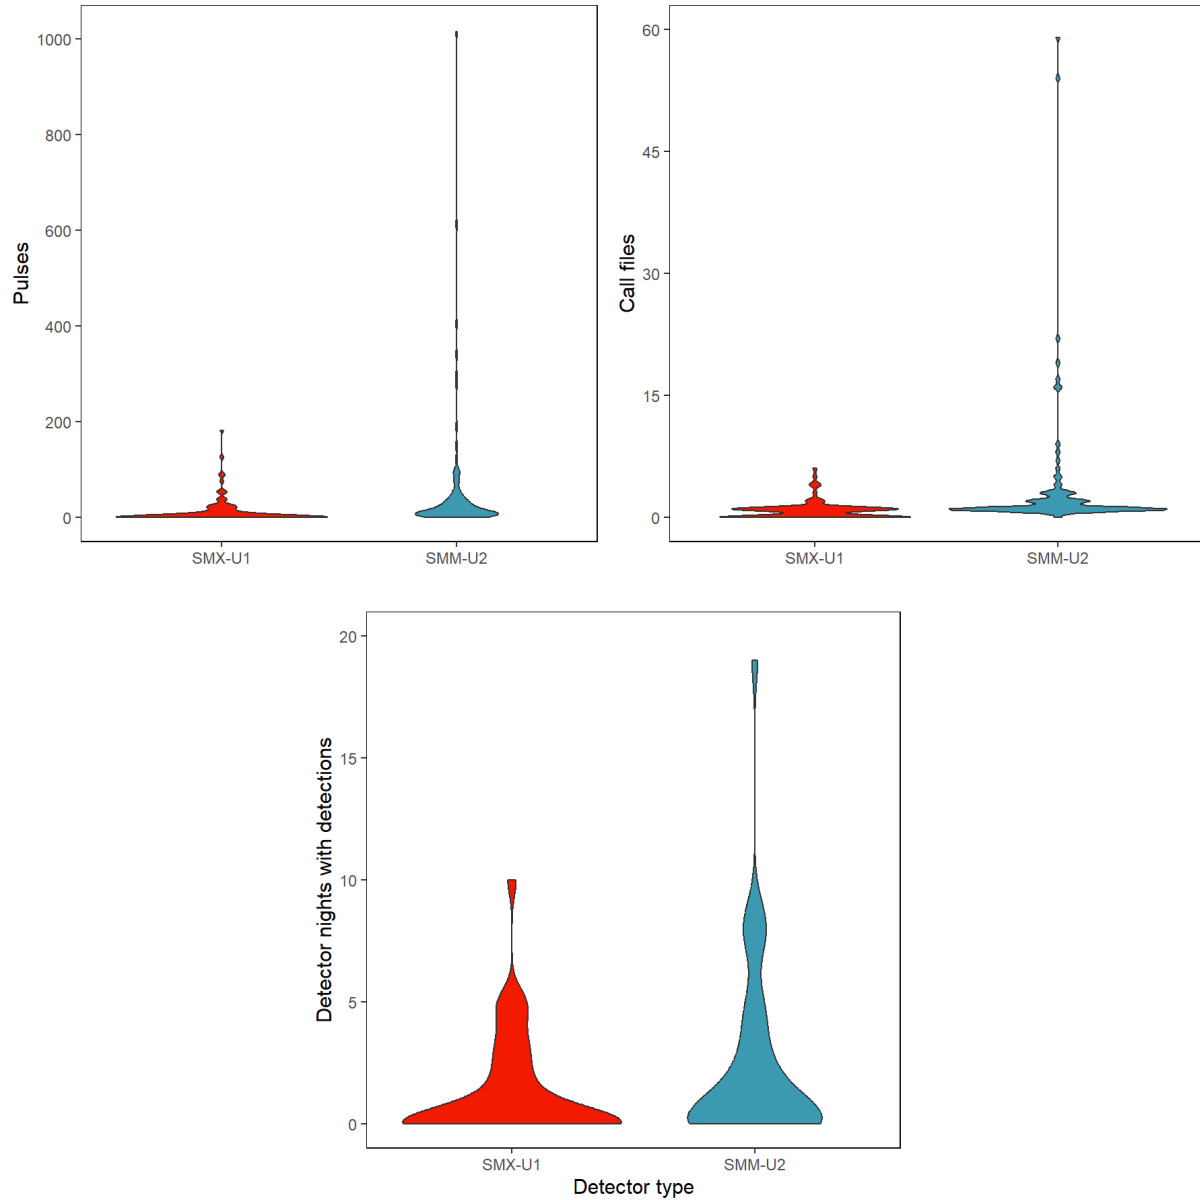 Pulses
1000
800
600
400
200
0
SMX-U1
SMM-U2
Call files
60
45
30
15
0
SMX-U1
SMM-U2
Detector nights with detections
20
15
10
5
0
SMX-U1
SMM-U2
Detector type